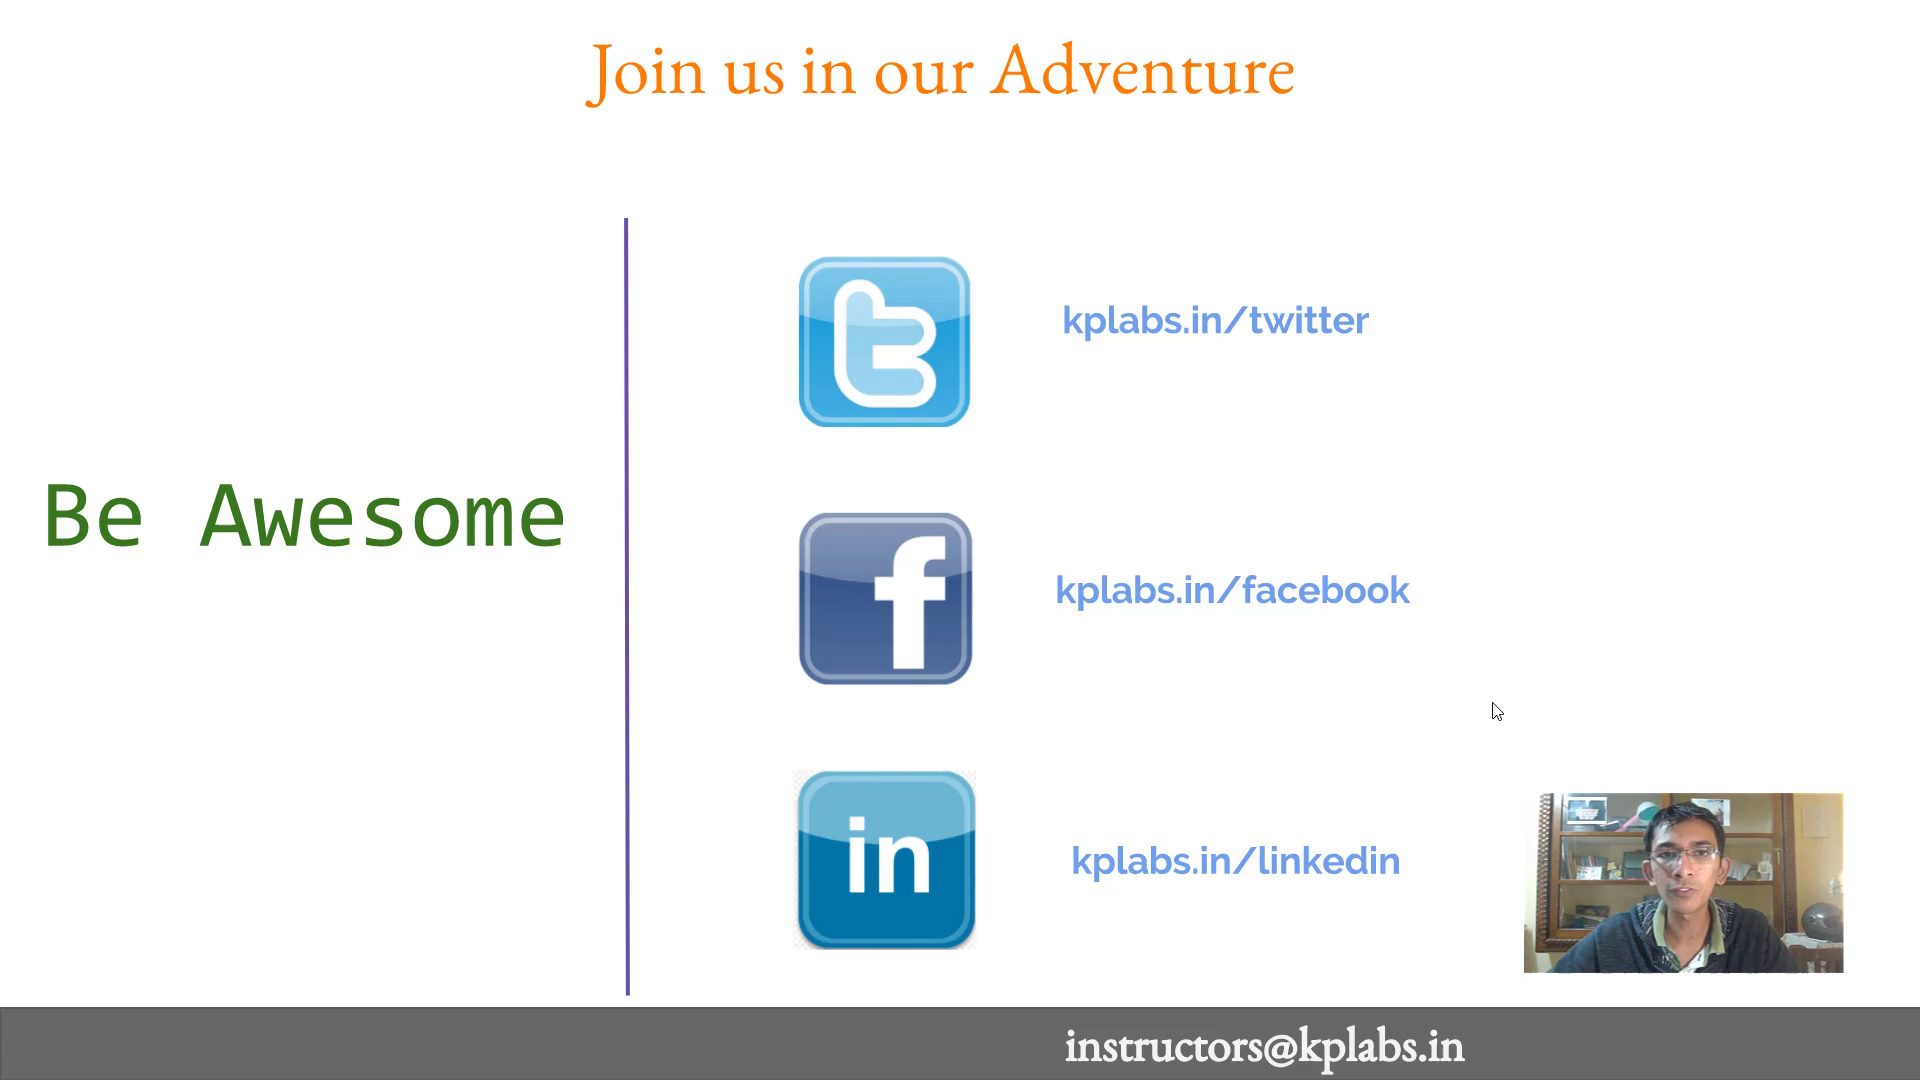 Join us in our Adventure
Be Awesome
kplabs.in/twitter
f
kplabs.in/facebook
in
kplabs.in/linkedin
instructors@kplabs.in